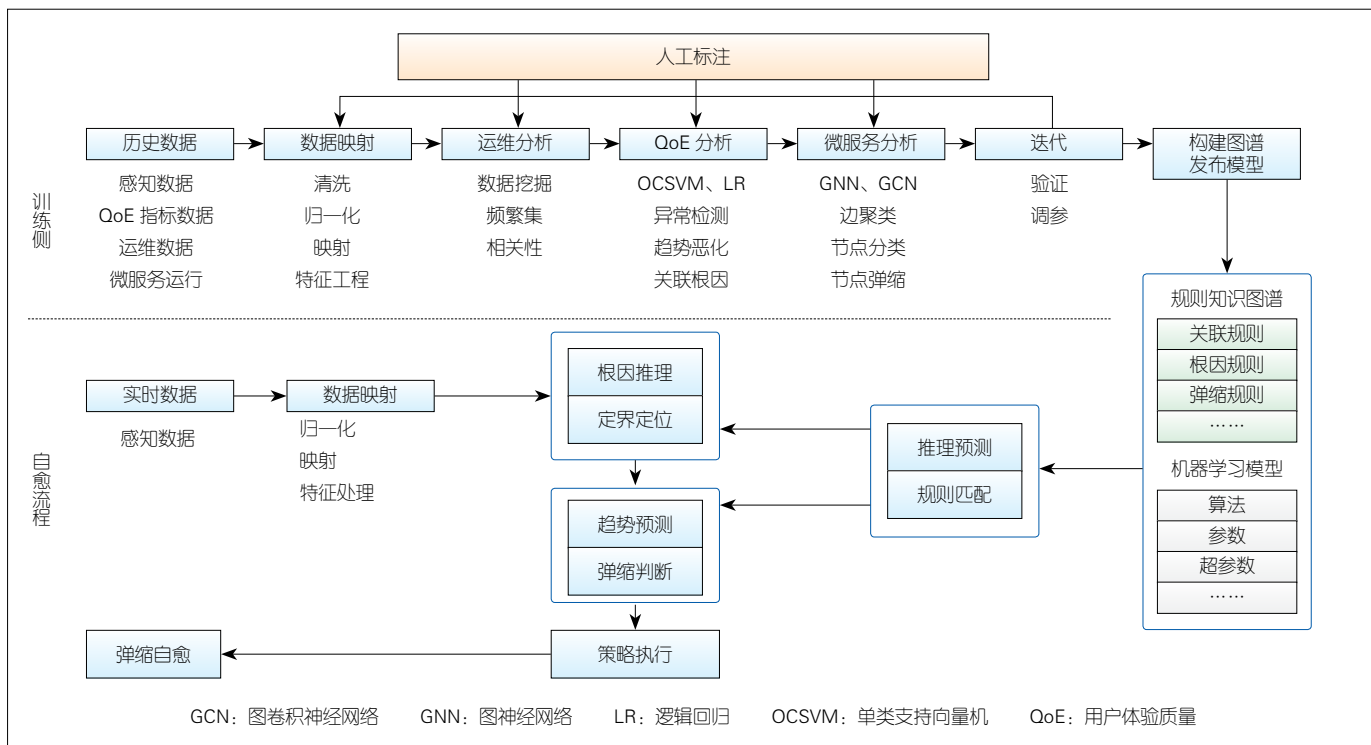 人工标注
训练侧
历史数据
感知数据
QoE 指标数据
运维数据
微服务运行
数据映射
清洗
归一化
映射
特征工程
运维分析
数据挖掘
频繁集
相关性
QoE 分析
OCSVM、LR
异常检测
趋势恶化
关联根因
微服务分析
GNN、GCN
边聚类
节点分类
节点弹缩
迭代
验证
调参
构建图谱
发布模型
规则知识图谱
关联规则
根因规则
弹缩规则
……
机器学习模型
算法
参数
超参数
……
自愈流程
实时数据
感知数据
数据映射
归一化
映射
特征处理
根因推理
定界定位
推理预测
规则匹配
趋势预测
弹缩判断
策略执行
弹缩自愈
GCN：图卷积神经网络 GNN：图神经网络 LR：逻辑回归 OCSVM：单类支持向量机 QoE：用户体验质量